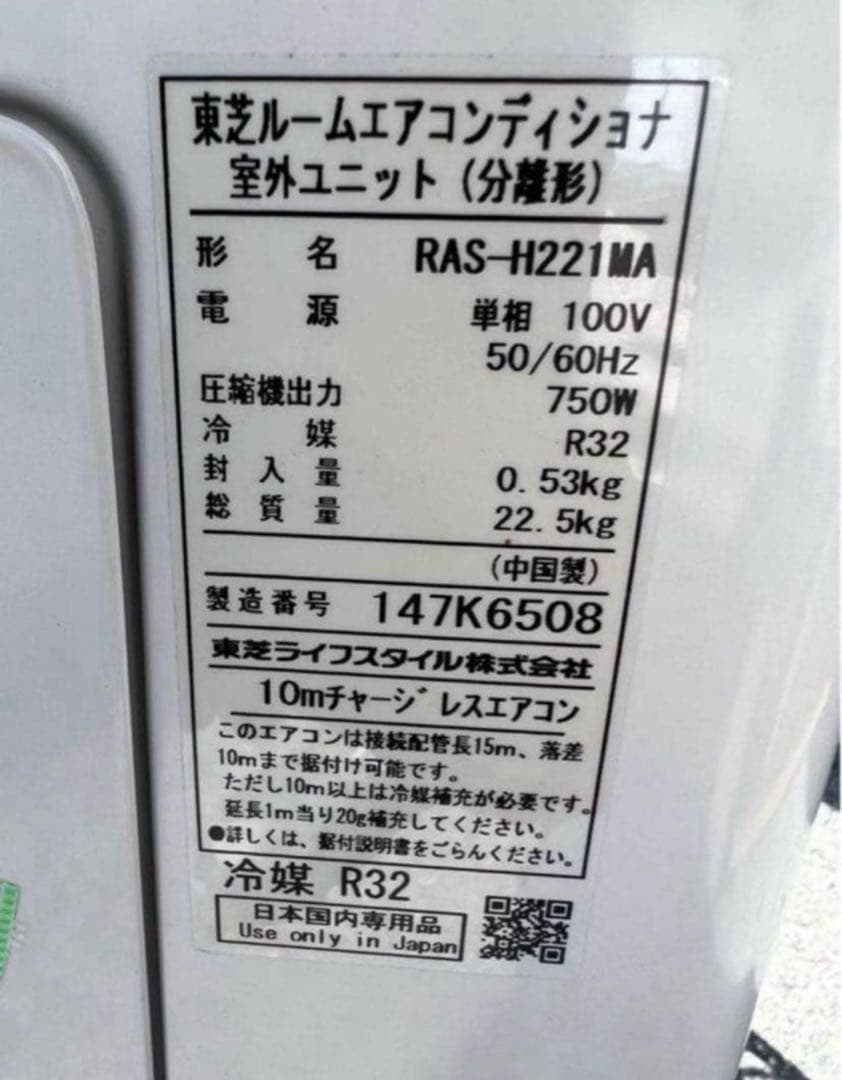 東芝ルームエアコンディショナ
室外ユニット(分離形)
形 名 RAS-H221MA
電 源 単相 100V
50/60Hz
圧縮機出力 750W
冷 媒 R32
封 入 量 0.53kg
総 質 量 22.5kg
(中国製)
製造番号 147K6508
東芝ライフスタイル株式会社
10mチャージレスエアコン
このエアコンは接続配管長15m、落差
10mまで据付け可能です。
ただし10m以上は冷媒補充が必要です。
延長1m当り20g補充してください。
●詳しくは、据付説明書をごらんください。
冷媒 R32
日本国内専用品
Use only in Japan